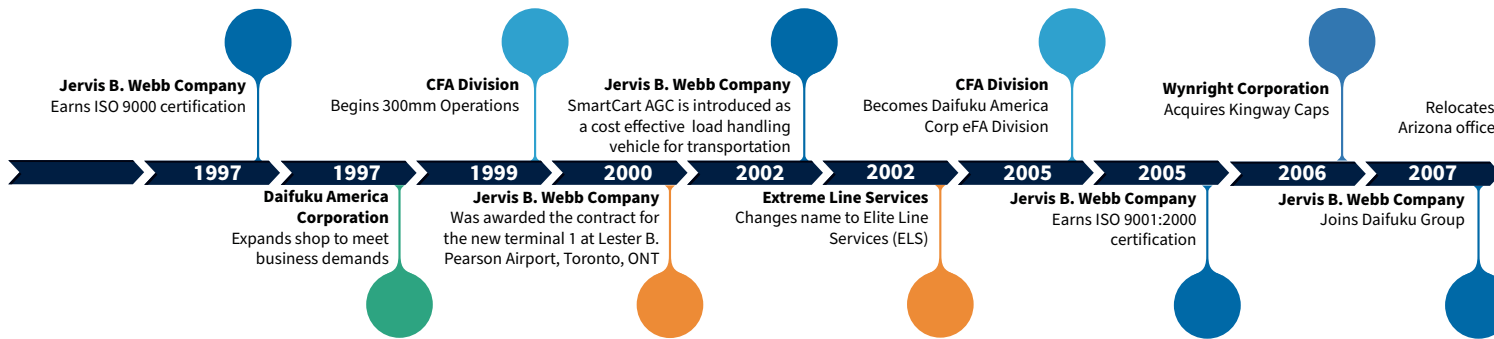 Jervis B. Webb Company
Earns ISO 9000 certification
CFA Division
Begins 300mm Operations
Jervis B. Webb Company
SmartCart AGC is introduced as
a cost effective load handling
vehicle for transportation
CFA Division
Becomes Daifuku America
Corp eFA Division
Wynright Corporation
Acquires Kingway Caps
Relocates
Arizona office
1997
1997
1999
2000
2002
2002
2005
2005
2006
2007
Daifuku America
Corporation
Expands shop to meet
business demands
Jervis B. Webb Company
Was awarded the contract for
the new terminal 1 at Lester B.
Pearson Airport, Toronto, ONT
Extreme Line Services
Changes name to Elite Line
Services (ELS)
Jervis B. Webb Company
Earns ISO 9001:2000
certification
Jervis B. Webb Company
Joins Daifuku Group